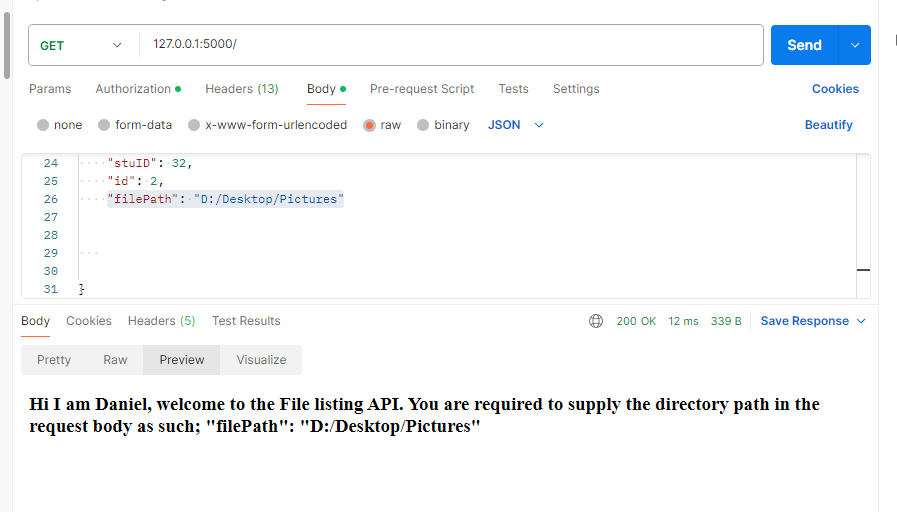 GET 127.0.0.1:5000/ Send
Params Authorization Headers (13) Body Pre-request Script Tests Settings Cookies
none form-data x-www-form-urlencoded raw binary JSON Beautify
24 "stuID": 32,
25 "id": 2,
26 "filePath": "D:/Desktop/Pictures"
27
28
29
30
31 }
Body Cookies Headers (5) Test Results 200 OK 12 ms 339 B Save Response
Pretty Raw Preview Visualize
Hi I am Daniel, welcome to the File listing API. You are required to supply the directory path in the
request body as such; "filePath": "D:/Desktop/Pictures"